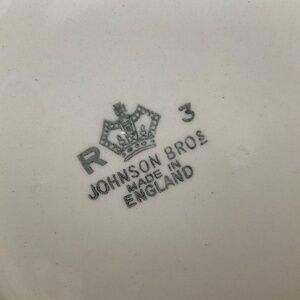 R 3
JOHNSON BROS
MADE IN
ENGLAND